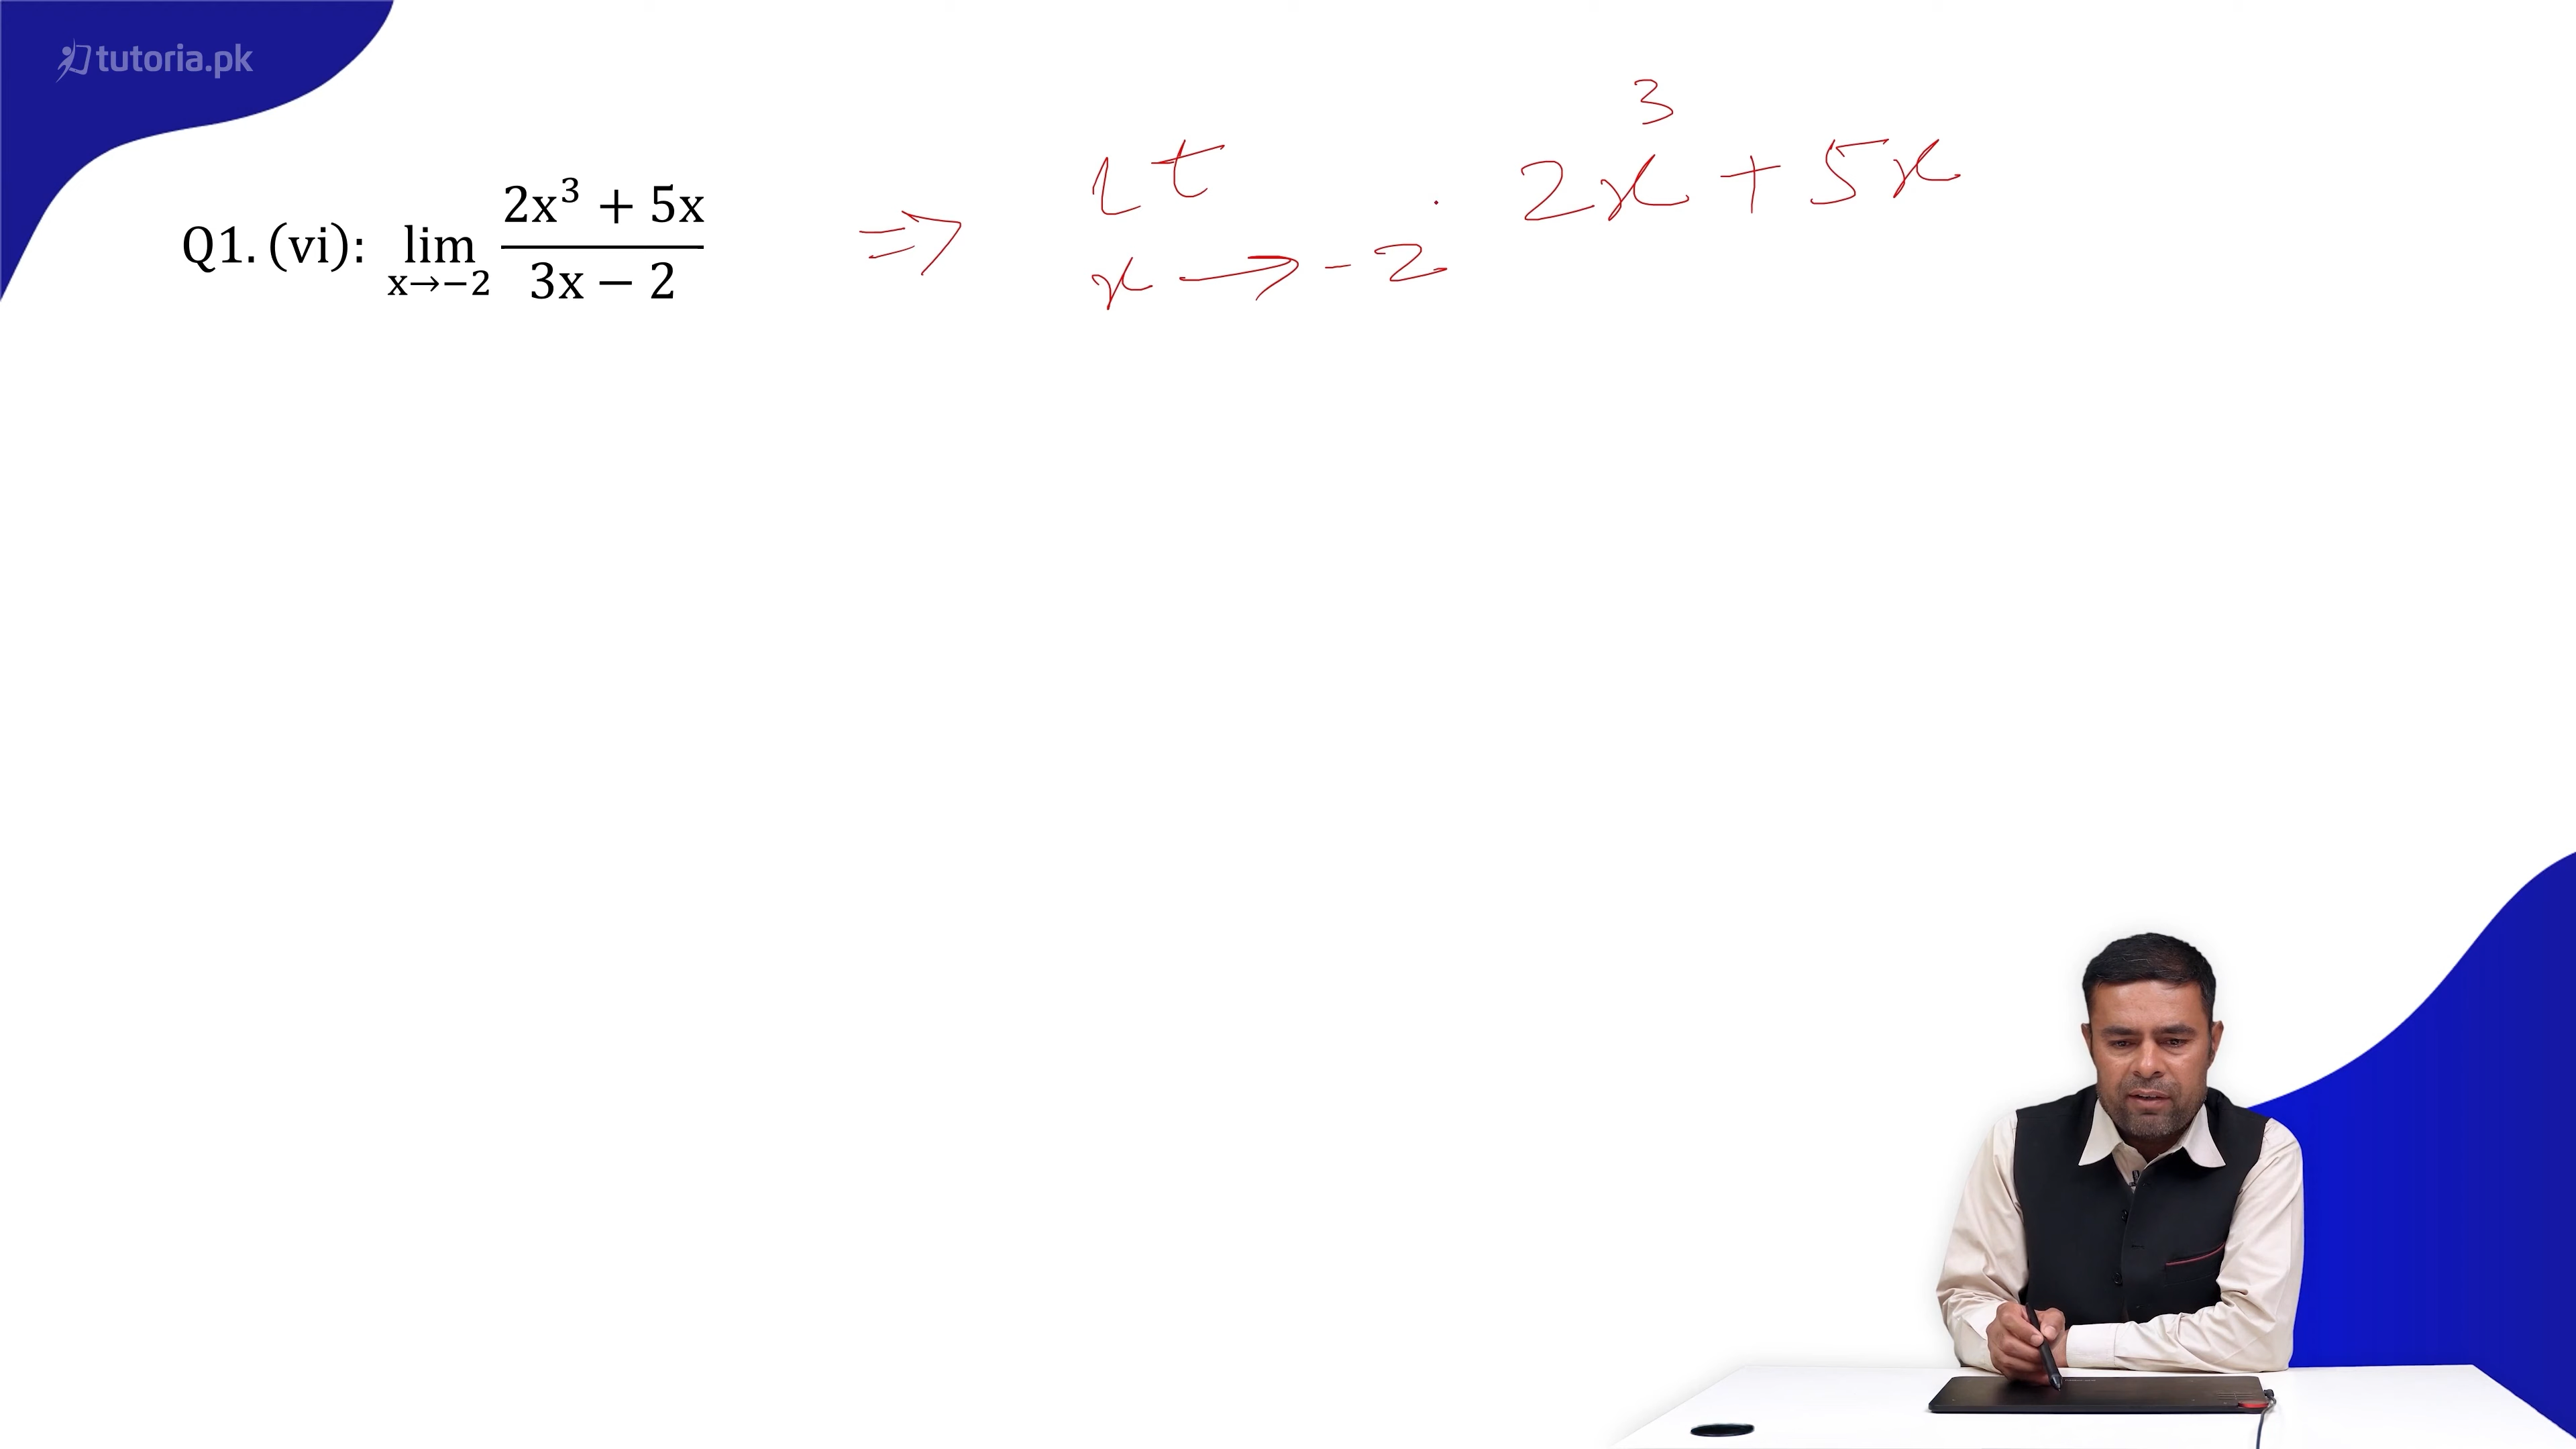 tutoria.pk
Q1. (vi): lim x→−2 (2x³ + 5x)/(3x − 2)
⇒ Lt x → -2 2x³ + 5x